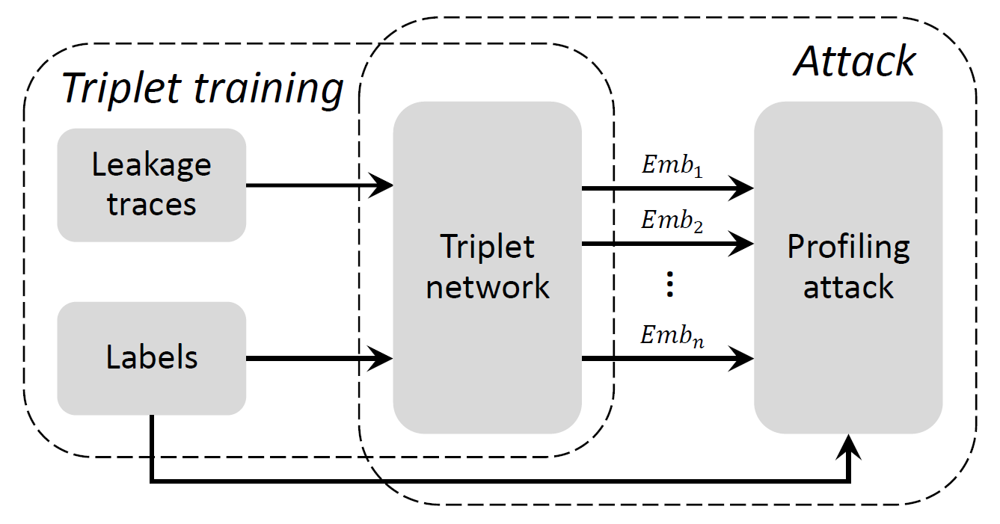 Triplet training
Attack
Leakage
traces
Labels
Triplet
network
Emb₁
Emb₂
⋮
Embₙ
Profiling
attack